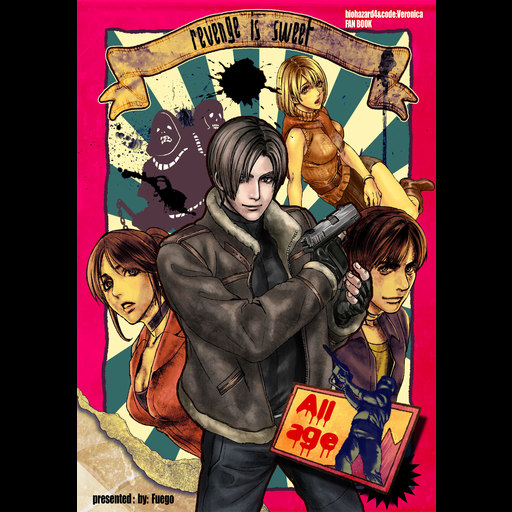 revenge is sweet
biohazard4&code:Veronica
FAN BOOK
All
age
presented: by: Fuego